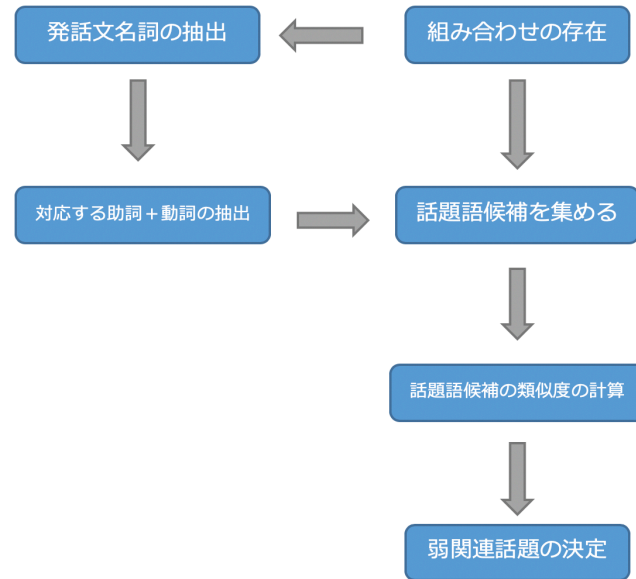 発話文名詞の抽出
組み合わせの存在
対応する助詞＋動詞の抽出
話題語候補を集める
話題語候補の類似度の計算
弱関連話題の決定